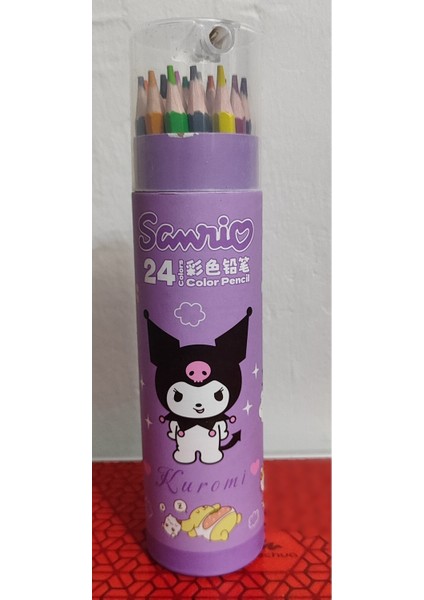 Sanrio
24 Colors 彩色铅笔
Color Pencil
Kuromi